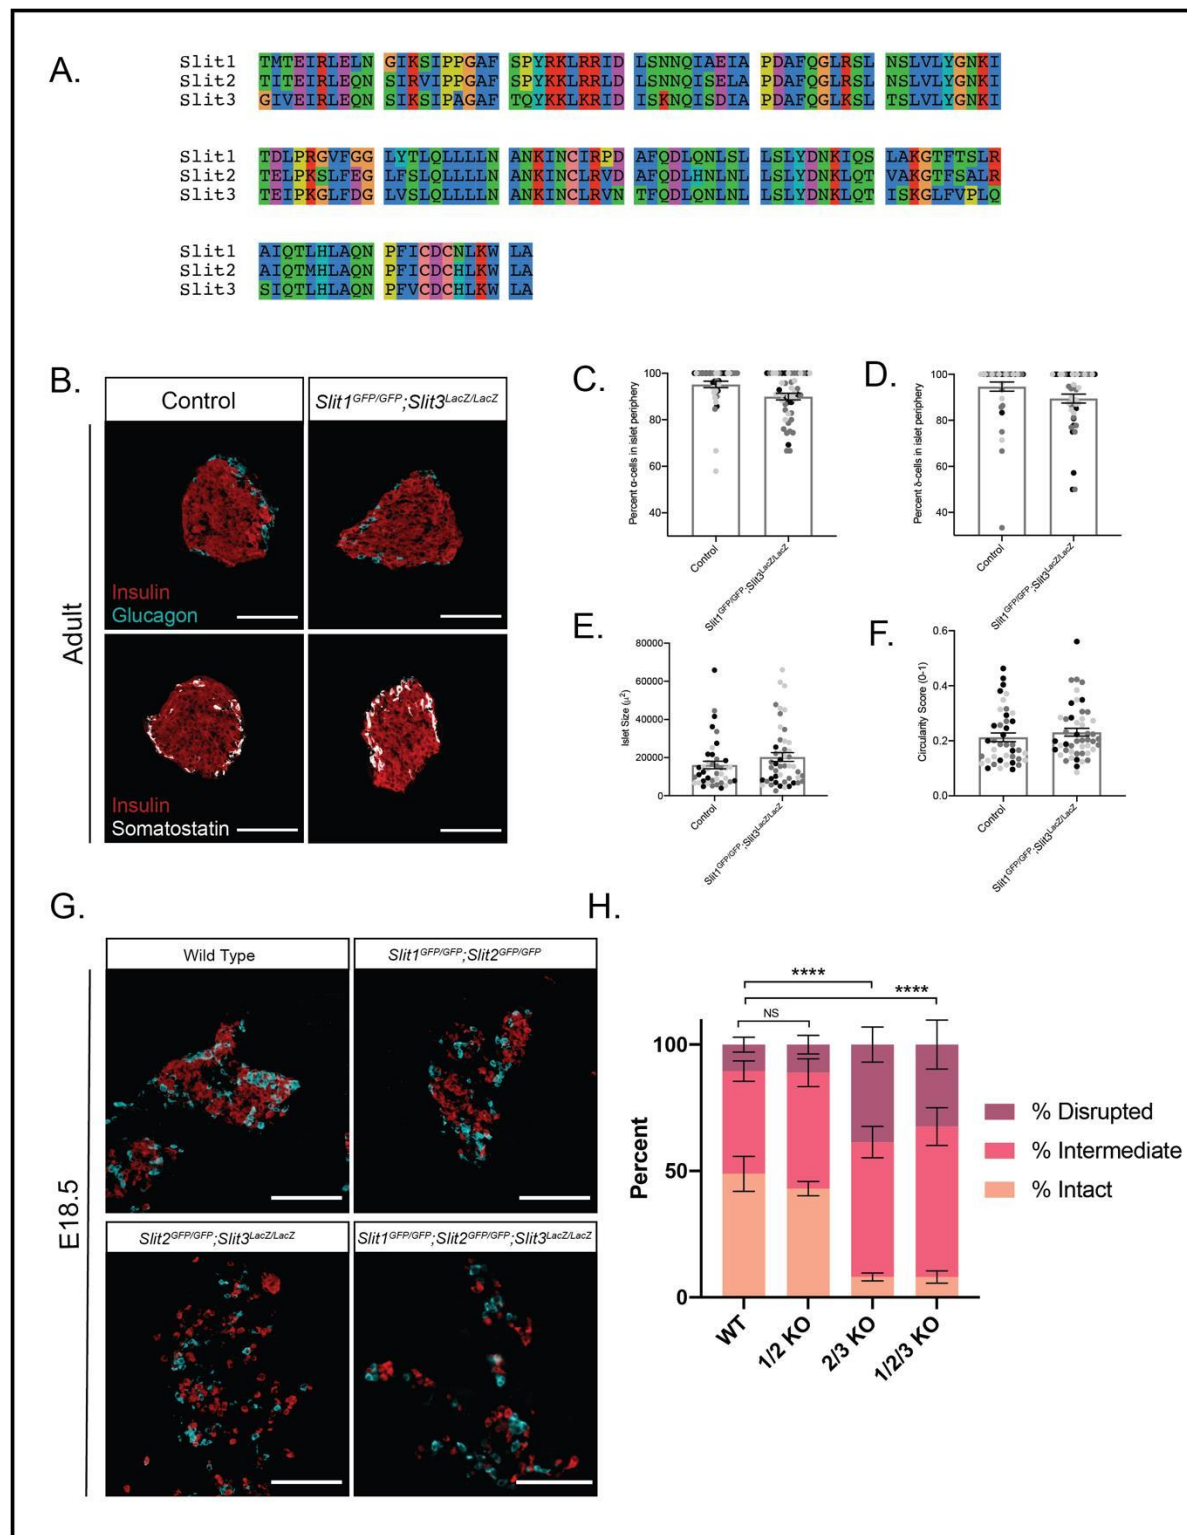 A.
Slit1 TMTEIRLELN GIKSIPPGAF SPYRKLRRID LSNNQIAEIA PDAFQGLRSL NSLVLYGNKI
Slit2 TITEIRLEQN SIRVIPPGAF SPYKKLRRID LSNNQISELA PDAFQGLRSL NSLVLYGNKI
Slit3 GIVEIRLEQN SIKSIPAGAF TQYKKLKRID ISKNQISDIA PDAFQGLKSL TSLVLYGNKI
Slit1 TDLPRGVFGG LYTLQLLLLN ANKINCIRPD AFQDLQNLSL LSLYDNKIQS LAKGTFTSLR
Slit2 TELPKSLFEG LFSLQLLLLN ANKINCLRVD AFQDLHNLNL LSLYDNKLQT VAKGTFSALR
Slit3 TEIPKGLFDG LVSLQLLLLN ANKINCLRVN TFQDLQNLNL LSLYDNKLQT ISKGLFVPLQ
Slit1 AIQTLHLAQN PFICDCNLKW LA
Slit2 AIQTMHLAQN PFICDCHLKW LA
Slit3 SIQTLHLAQN PFVCDCHLKW LA
B.
Control
Slit1GFP/GFP;Slit3LacZ/LacZ
Adult
Insulin
Glucagon
Insulin
Somatostatin
C.
Percent α-cells in islet periphery
100
80
60
40
Control
Slit1GFP/GFP;Slit3LacZ/LacZ
D.
Percent δ-cells in islet periphery
100
80
60
40
Control
Slit1GFP/GFP;Slit3LacZ/LacZ
E.
Islet Size (μ2)
80000
60000
40000
20000
0
Control
Slit1GFP/GFP;Slit3LacZ/LacZ
F.
Circularity Score (0-1)
0.6
0.4
0.2
0.0
Control
Slit1GFP/GFP;Slit3LacZ/LacZ
G.
Wild Type
Slit1GFP/GFP;Slit2GFP/GFP
E18.5
Slit2GFP/GFP;Slit3LacZ/LacZ
Slit1GFP/GFP;Slit2GFP/GFP;Slit3LacZ/LacZ
H.
****
****
NS
Percent
100
50
0
WT
1/2 KO
2/3 KO
1/2/3 KO
% Disrupted
% Intermediate
% Intact